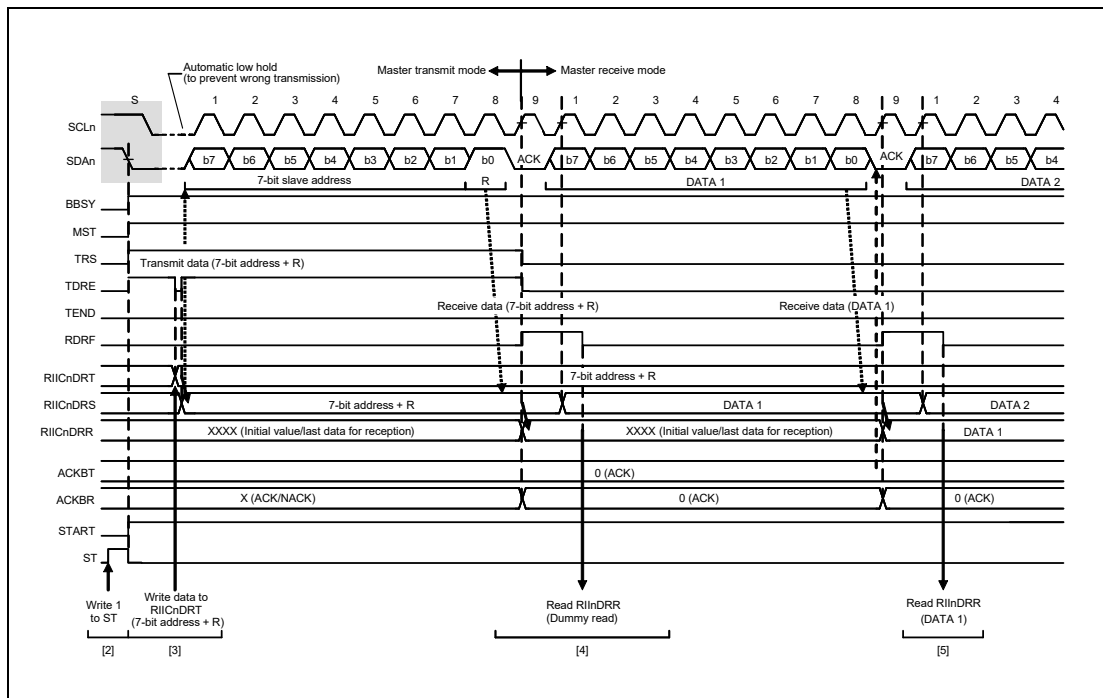 Automatic low hold
(to prevent wrong transmission)
Master transmit mode
Master receive mode
S 1 2 3 4 5 6 7 8 9 1 2 3 4 5 6 7 8 9 1 2 3 4
SCLn
SDAn b7 b6 b5 b4 b3 b2 b1 b0 ACK b7 b6 b5 b4 b3 b2 b1 b0 ACK b7 b6 b5 b4
7-bit slave address R DATA 1 DATA 2
BBSY
MST
TRS
Transmit data (7-bit address + R)
TDRE
TEND
Receive data (7-bit address + R) Receive data (DATA 1)
RDRF
RIICnDRT 7-bit address + R
RIICnDRS 7-bit address + R DATA 1 DATA 2
RIICnDRR XXXX (Initial value/last data for reception) XXXX (Initial value/last data for reception) DATA 1
ACKBT 0 (ACK)
ACKBR X (ACK/NACK) 0 (ACK) 0 (ACK)
START
ST
Write 1
to ST
Write data to
RIICnDRT
(7-bit address + R)
Read RIInDRR
(Dummy read)
Read RIInDRR
(DATA 1)
[2] [3] [4] [5]